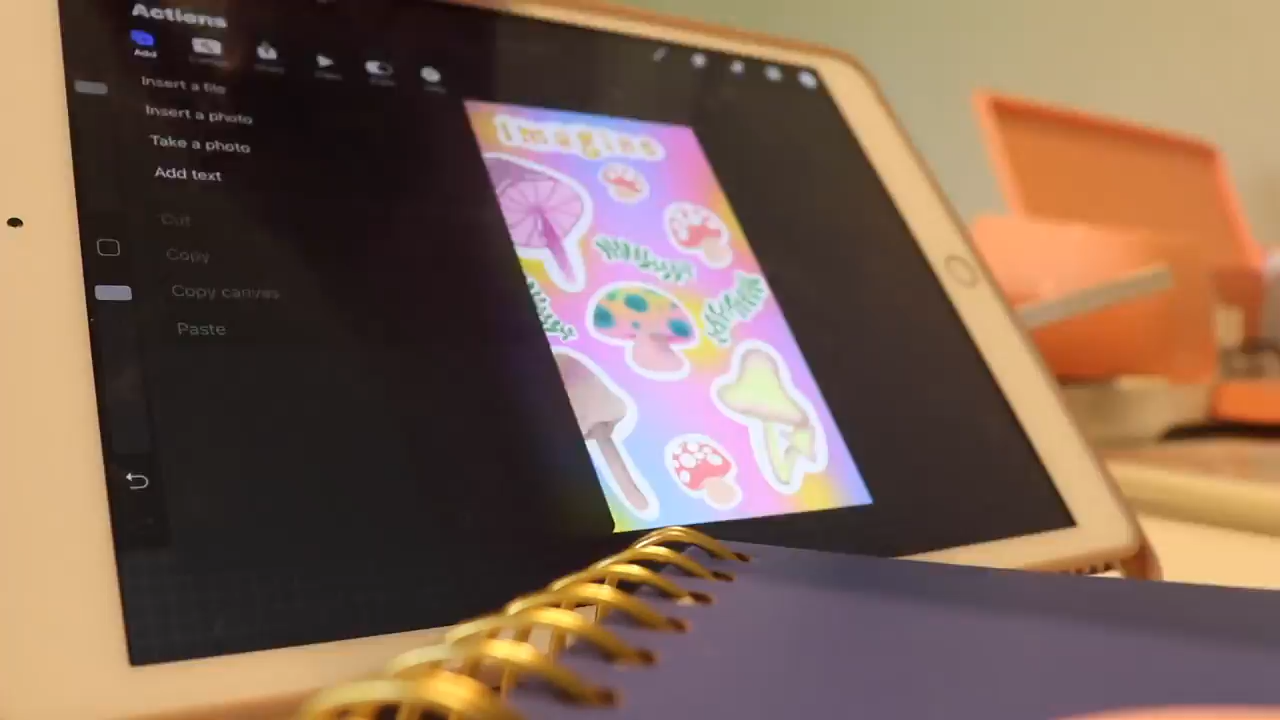 Actions
Add
Insert a file
Insert a photo
Take a photo
Add text
Cut
Copy
Copy canvas
Paste
imagine